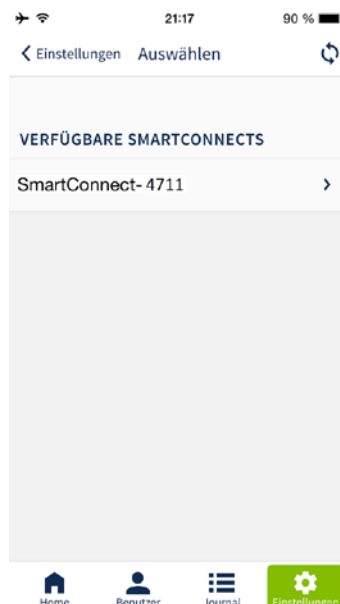 21:17 90 %
Einstellungen Auswählen
VERFÜGBARE SMARTCONNECTS
SmartConnect- 4711
Home Benutzer Journal Einstellungen